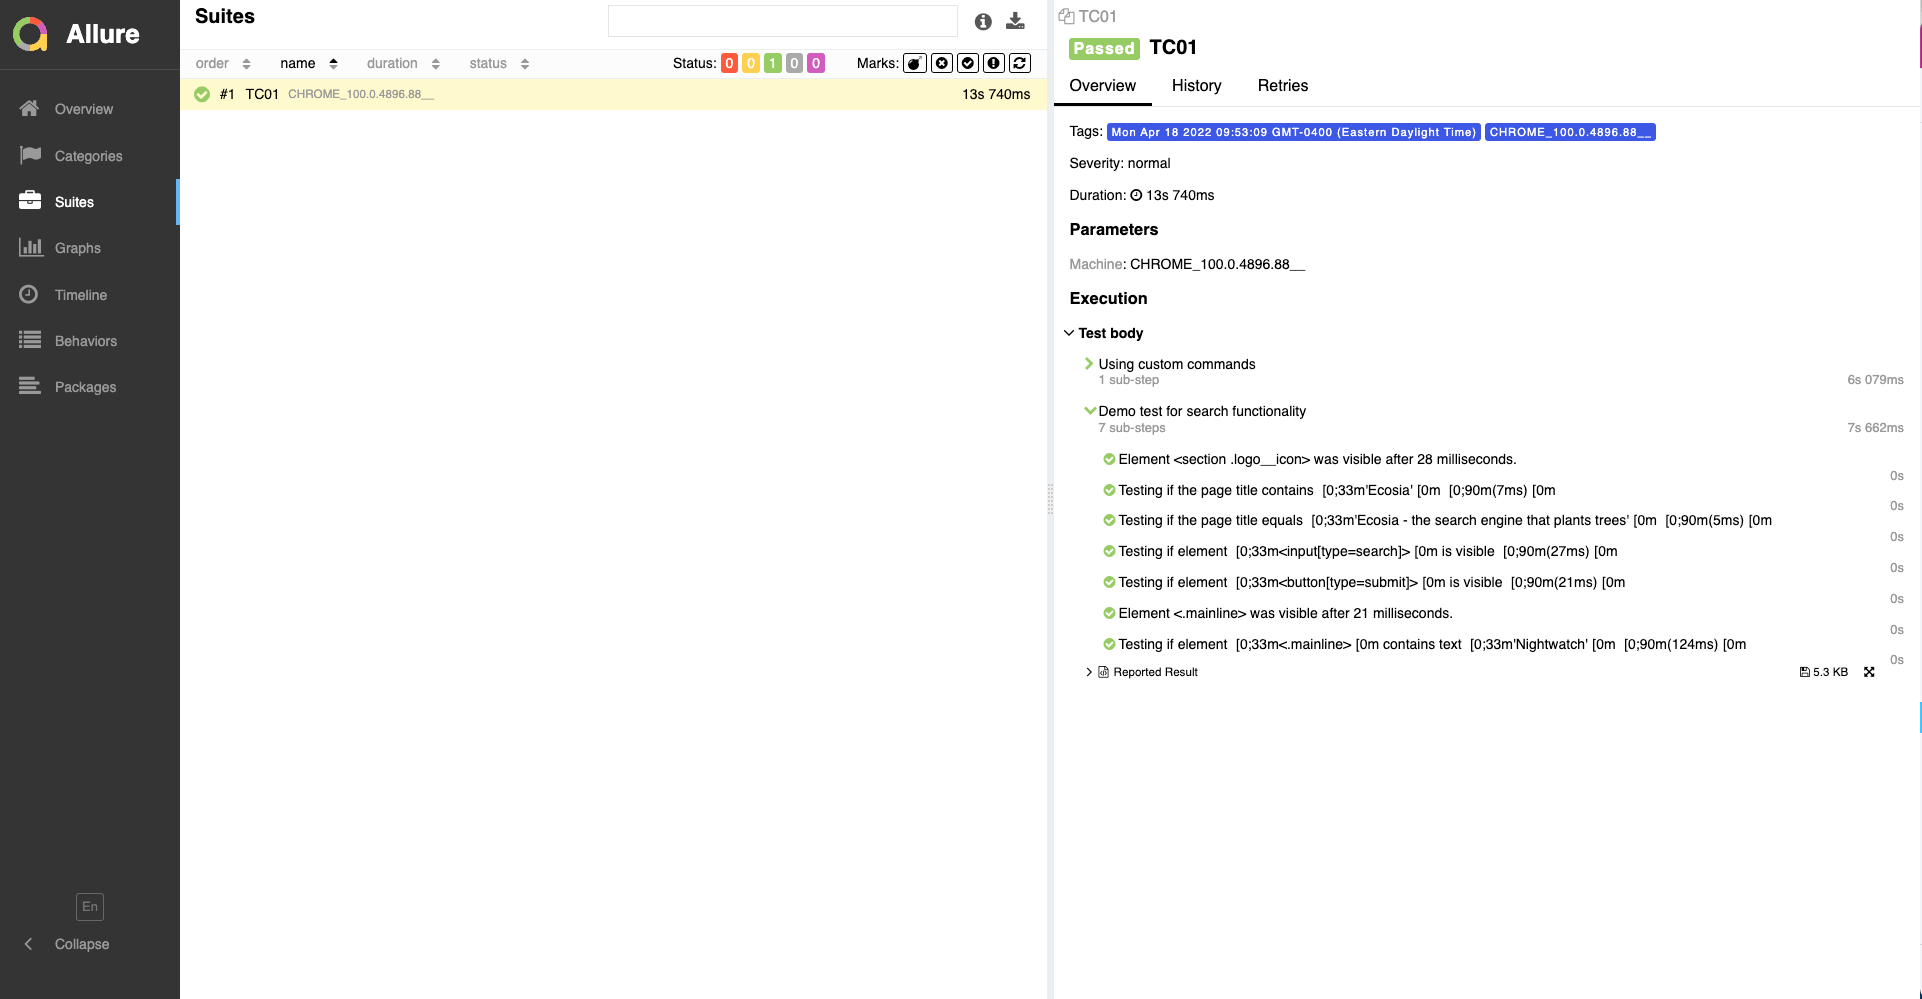 Allure
Overview
Categories
Suites
Graphs
Timeline
Behaviors
Packages
En
Collapse
Suites
order name duration status Status: 0 0 1 0 0 Marks:
#1 TC01 CHROME_100.0.4896.88__ 13s 740ms
TC01
Passed TC01
Overview History Retries
Tags: Mon Apr 18 2022 09:53:09 GMT-0400 (Eastern Daylight Time) CHROME_100.0.4896.88__
Severity: normal
Duration: 13s 740ms
Parameters
Machine: CHROME_100.0.4896.88__
Execution
Test body
Using custom commands
1 sub-step 6s 079ms
Demo test for search functionality
7 sub-steps 7s 662ms
Element <section .logo__icon> was visible after 28 milliseconds.
0s
Testing if the page title contains [0;33m'Ecosia' [0m [0;90m(7ms) [0m
0s
Testing if the page title equals [0;33m'Ecosia - the search engine that plants trees' [0m [0;90m(5ms) [0m
0s
Testing if element [0;33m<input[type=search]> [0m is visible [0;90m(27ms) [0m
0s
Testing if element [0;33m<button[type=submit]> [0m is visible [0;90m(21ms) [0m
0s
Element <.mainline> was visible after 21 milliseconds.
0s
Testing if element [0;33m<.mainline> [0m contains text [0;33m'Nightwatch' [0m [0;90m(124ms) [0m
0s
Reported Result 5.3 KB